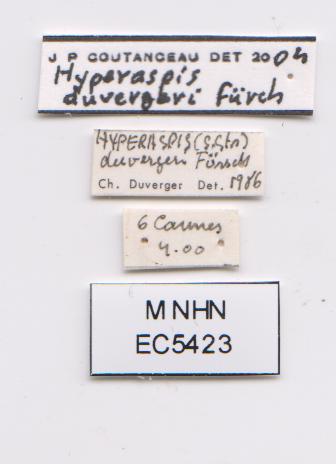 J P COUTANCEAU DET 2004
Hyperaspis
duvergeri Fürsch
HYPERASPIS (s.str)
duvergeri Fürsch
Ch. Duverger Det. 1986
6 Cannes
4.00
MNHN
EC5423